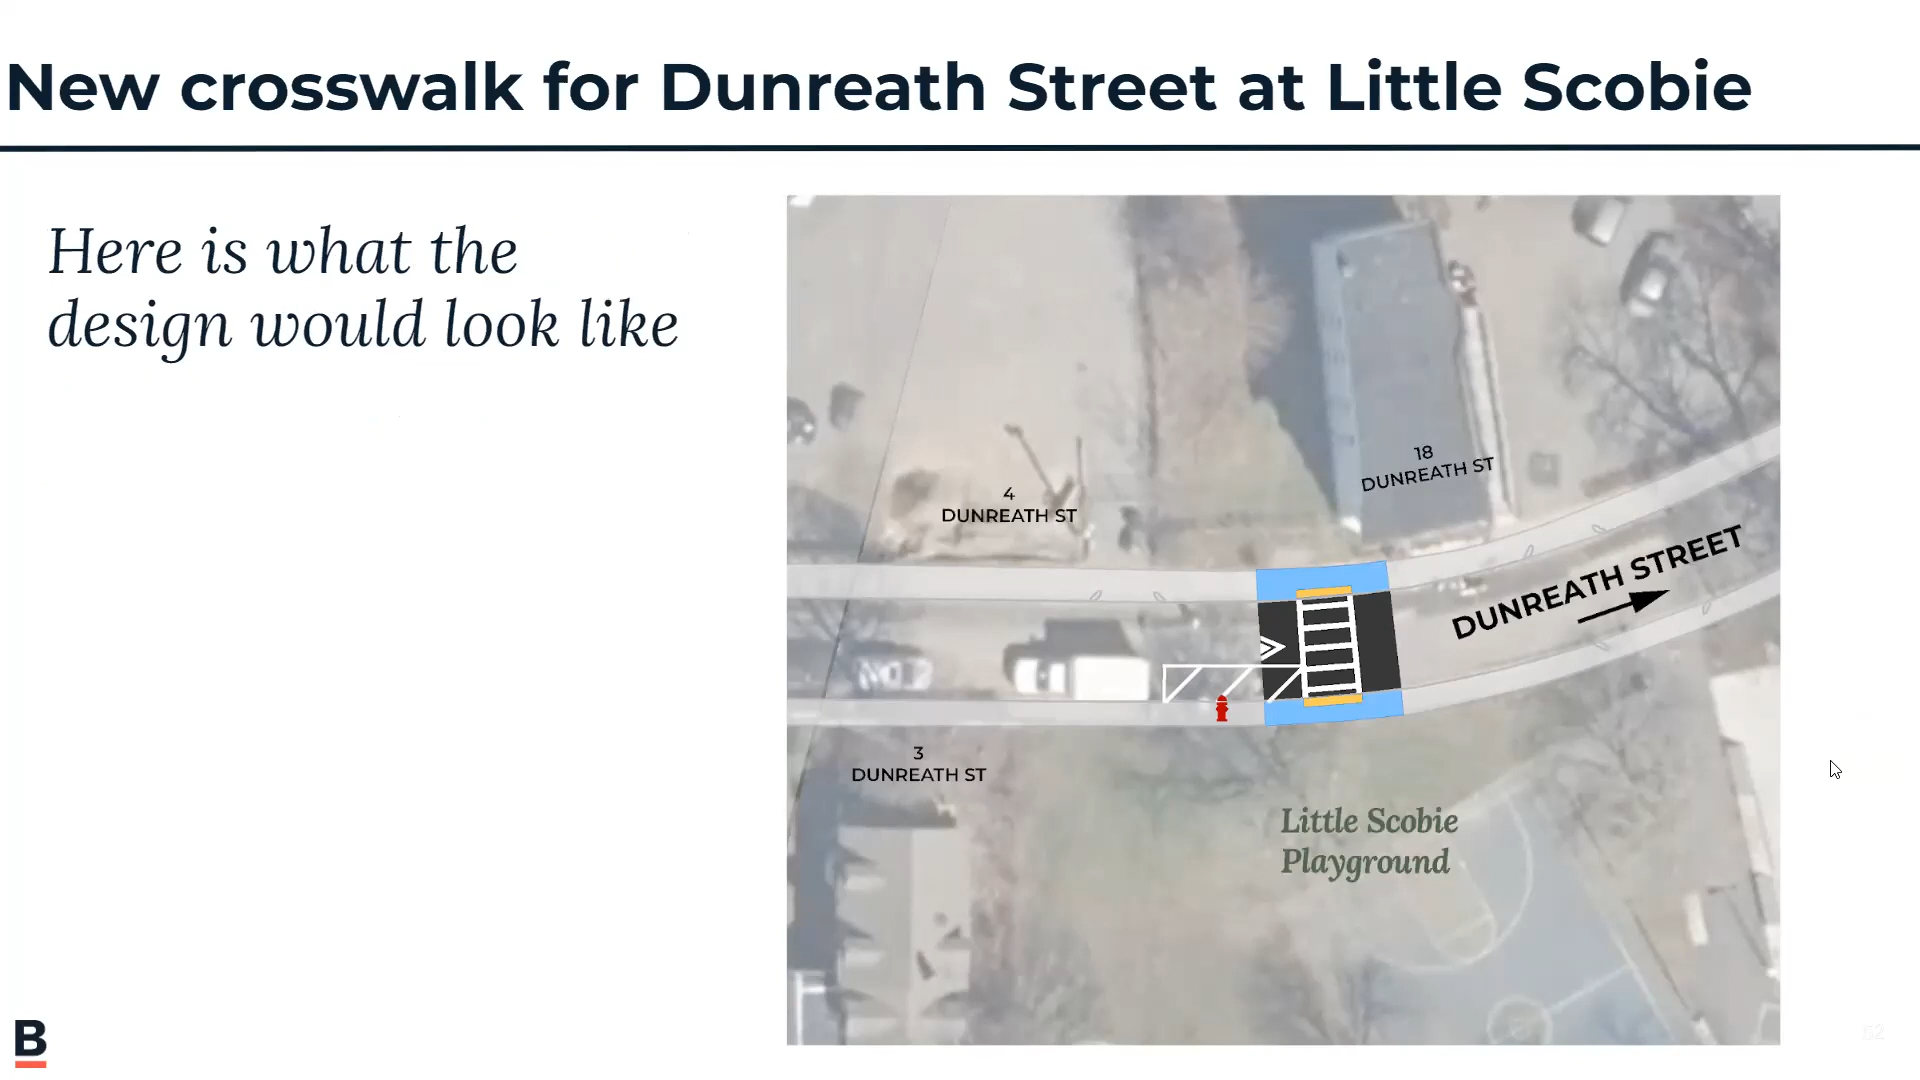 New crosswalk for Dunreath Street at Little Scobie
Here is what the
design would look like
18
DUNREATH ST
4
DUNREATH ST
DUNREATH STREET
3
DUNREATH ST
Little Scobie
Playground
B
62